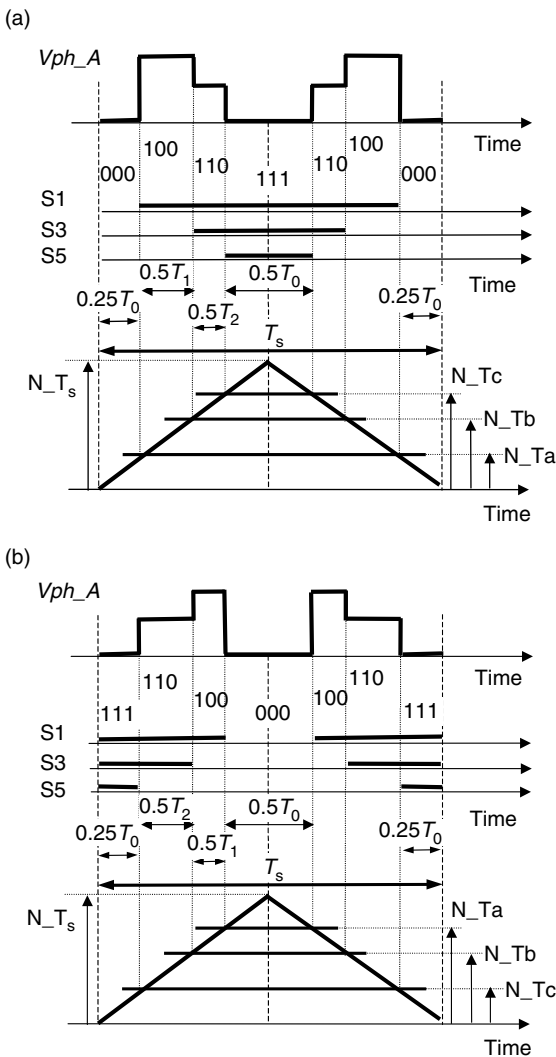 (a)
Vph_A
Time
100 100
000 110 111 110 000
S1
S3
S5
Time
0.5T1 0.5T0
0.25T0 0.5T2 0.25T0
Ts
N_Ts
N_Tc
N_Tb
N_Ta
Time
(b)
Vph_A
Time
110 110
111 100 000 100 111
S1
S3
S5
Time
0.5T2 0.5T0
0.25T0 0.5T1 0.25T0
Ts
N_Ts
N_Ta
N_Tb
N_Tc
Time